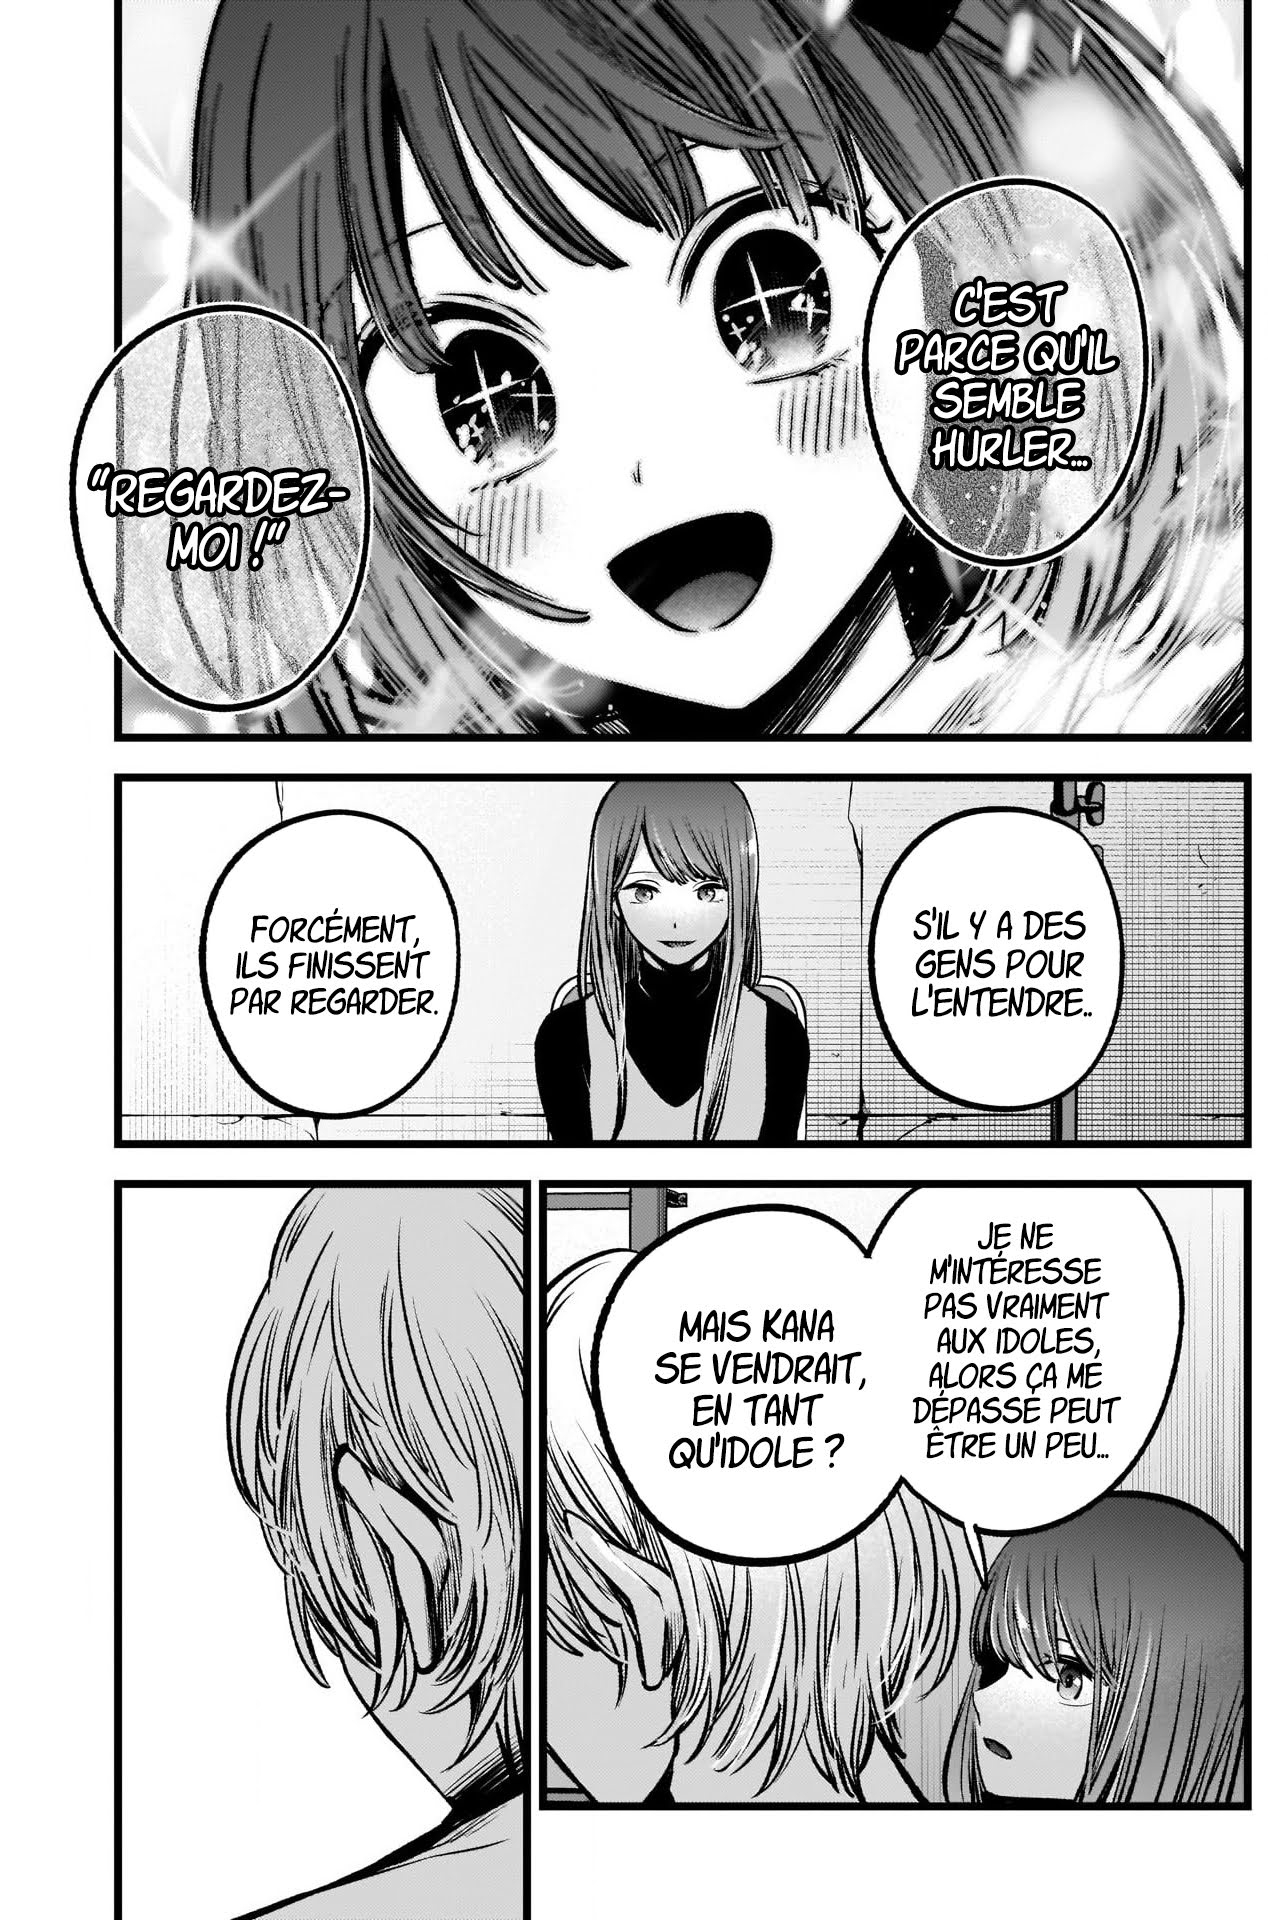 C'EST
PARCE QU'IL
SEMBLE
HURLER...
"REGARDEZ-
MOI !"
S'IL Y A DES
GENS POUR
L'ENTENDRE..
FORCÉMENT,
ILS FINISSENT
PAR REGARDER.
JE NE
M'INTÉRESSE
PAS VRAIMENT
AUX IDOLES,
ALORS ÇA ME
DÉPASSE PEUT
ÊTRE UN PEU...
MAIS KANA
SE VENDRAIT,
EN TANT
QU'IDOLE ?